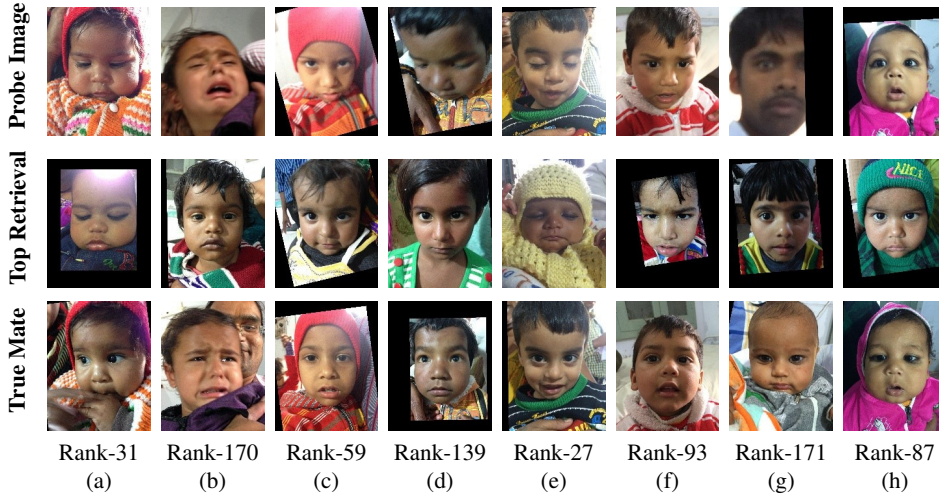 Probe Image
Top Retrieval
NICE
True Mate
Rank-31 Rank-170 Rank-59 Rank-139 Rank-27 Rank-93 Rank-171 Rank-87
(a) (b) (c) (d) (e) (f) (g) (h)